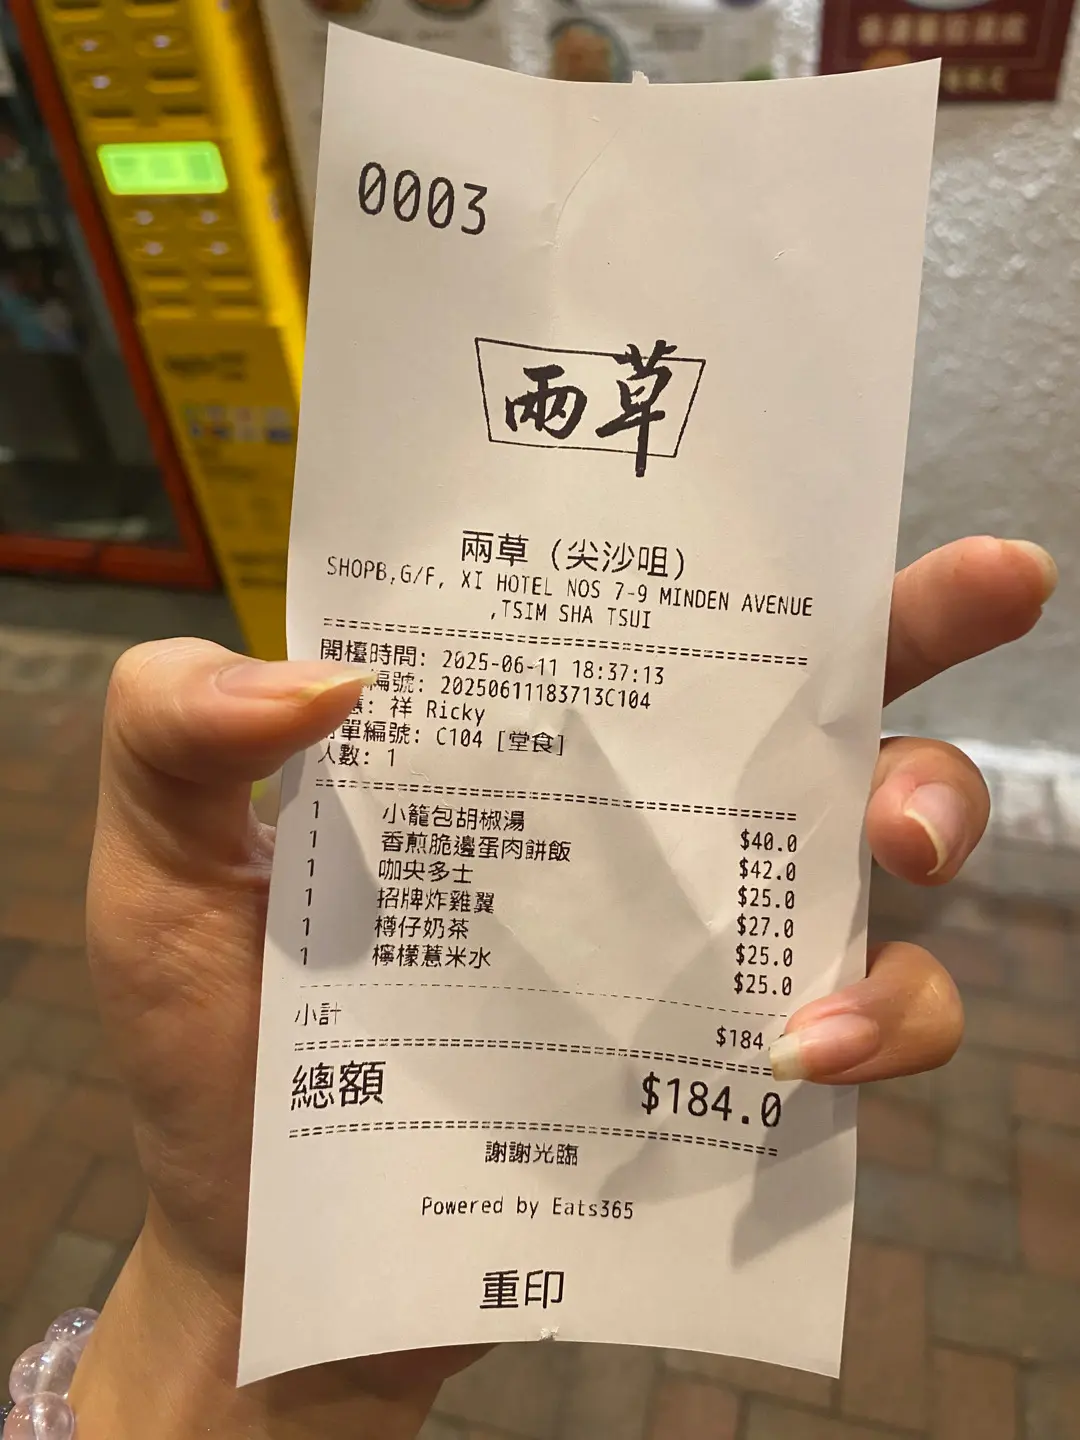 0003
兩草
兩草 (尖沙咀)
SHOPB,G/F, XI HOTEL NOS 7-9 MINDEN AVENUE
,TSIM SHA TSUI
開檯時間: 2025-06-11 18:37:13
編號: 20250611183713C104
: 祥 Ricky
單編號: C104 [堂食]
人數: 1
1 小籠包胡椒湯 $40.0
1 香煎脆邊蛋肉餅飯 $42.0
1 咖央多士 $25.0
1 招牌炸雞翼 $27.0
1 樽仔奶茶 $25.0
1 檸檬薏米水 $25.0
小計 $184.
總額 $184.0
謝謝光臨
Powered by Eats365
重印